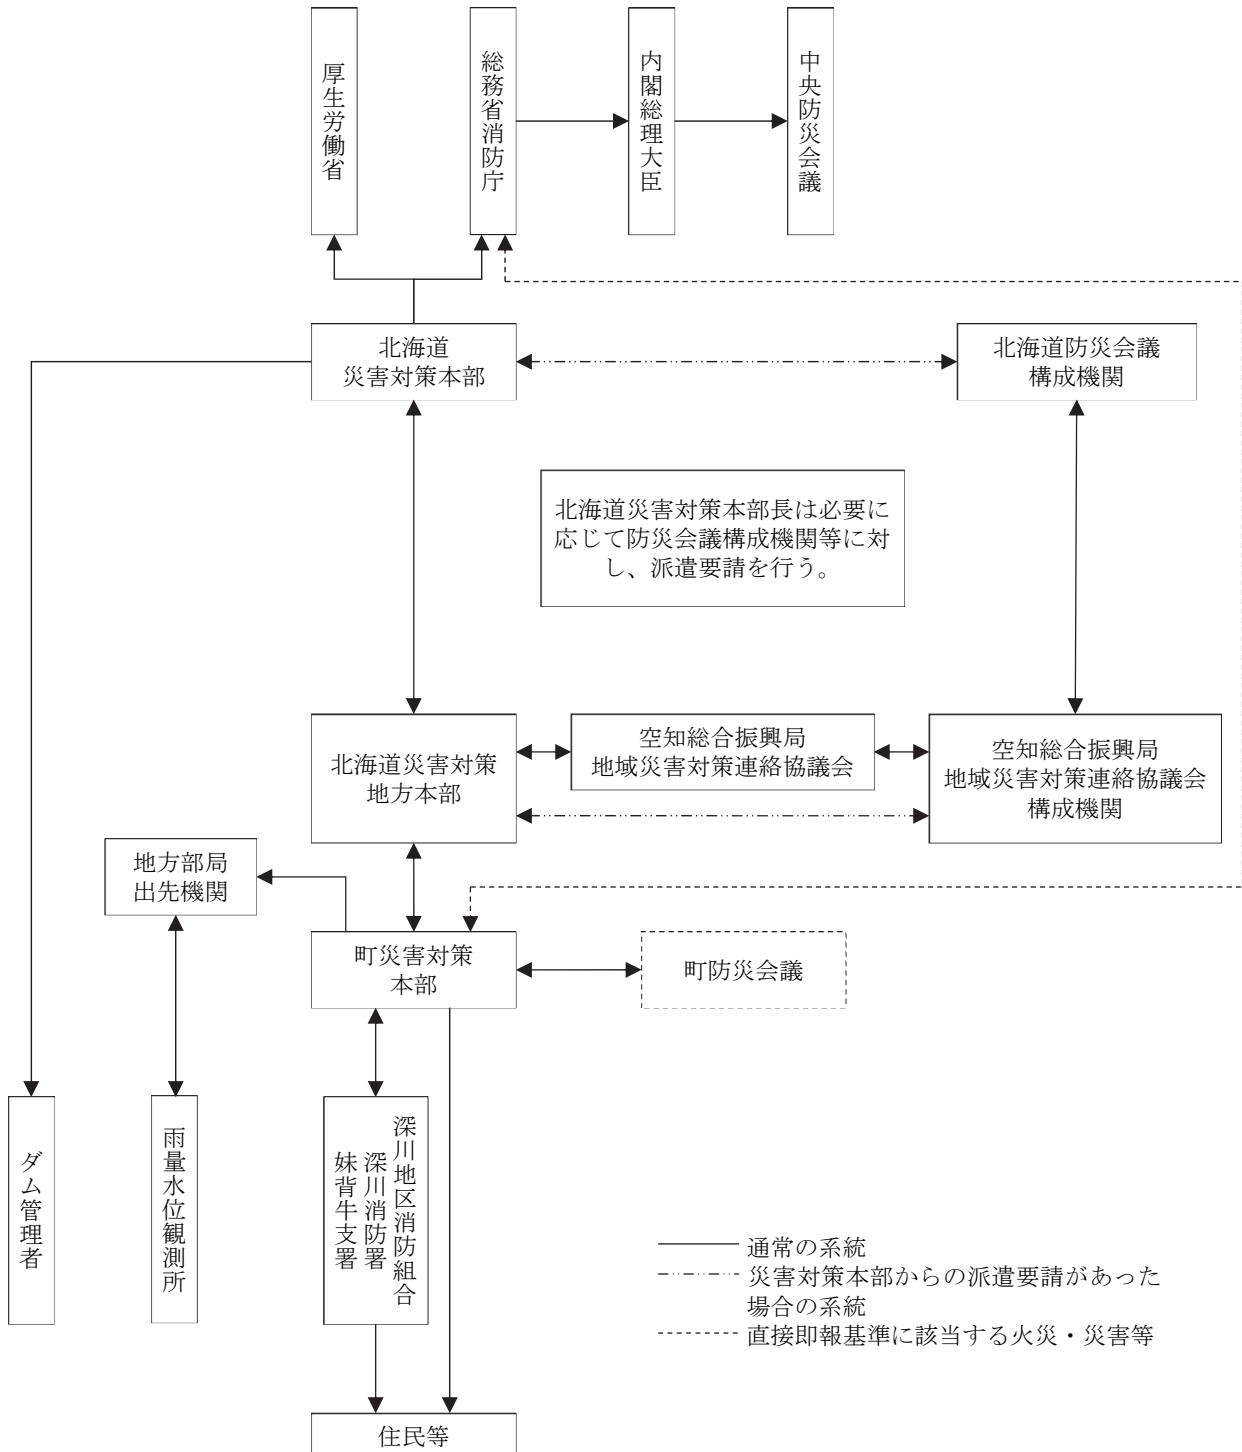 厚生労働省
総務省消防庁
内閣総理大臣
中央防災会議
北海道
災害対策本部
北海道防災会議
構成機関
北海道災害対策本部長は必要に
応じて防災会議構成機関等に対
し、派遣要請を行う。
北海道災害対策
地方本部
空知総合振興局
地域災害対策連絡協議会
空知総合振興局
地域災害対策連絡協議会
構成機関
地方部局
出先機関
町災害対策
本部
町防災会議
ダム管理者
雨量水位観測所
深川地区消防組合
深川消防署
妹背牛支署
通常の系統
災害対策本部からの派遣要請があった
場合の系統
直接即報基準に該当する火災・災害等
住民等